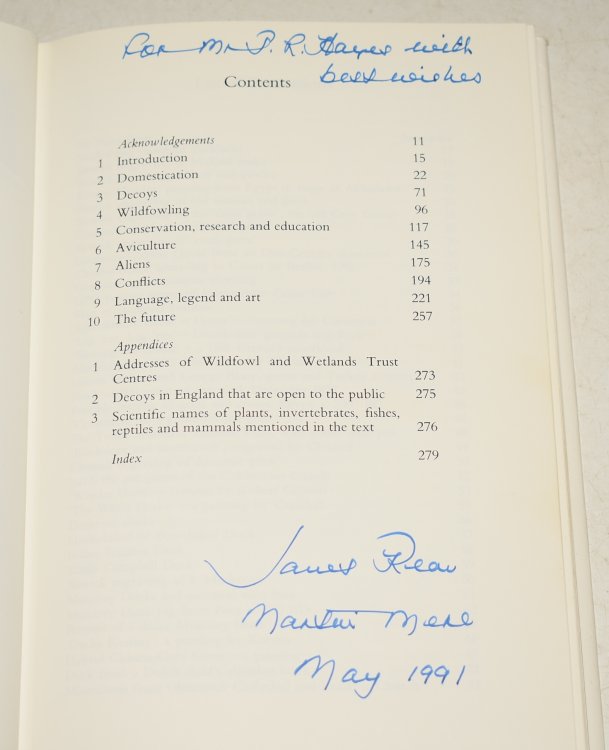 For Mr P. R. Hayes with
best wishes
Contents
Acknowledgements 11
1 Introduction 15
2 Domestication 22
3 Decoys 71
4 Wildfowling 96
5 Conservation, research and education 117
6 Aviculture 145
7 Aliens 175
8 Conflicts 194
9 Language, legend and art 221
10 The future 257
Appendices
1 Addresses of Wildfowl and Wetlands Trust
Centres 273
2 Decoys in England that are open to the public 275
3 Scientific names of plants, invertebrates, fishes,
reptiles and mammals mentioned in the text 276
Index 279
Janet Kear
Martin Mere
May 1991